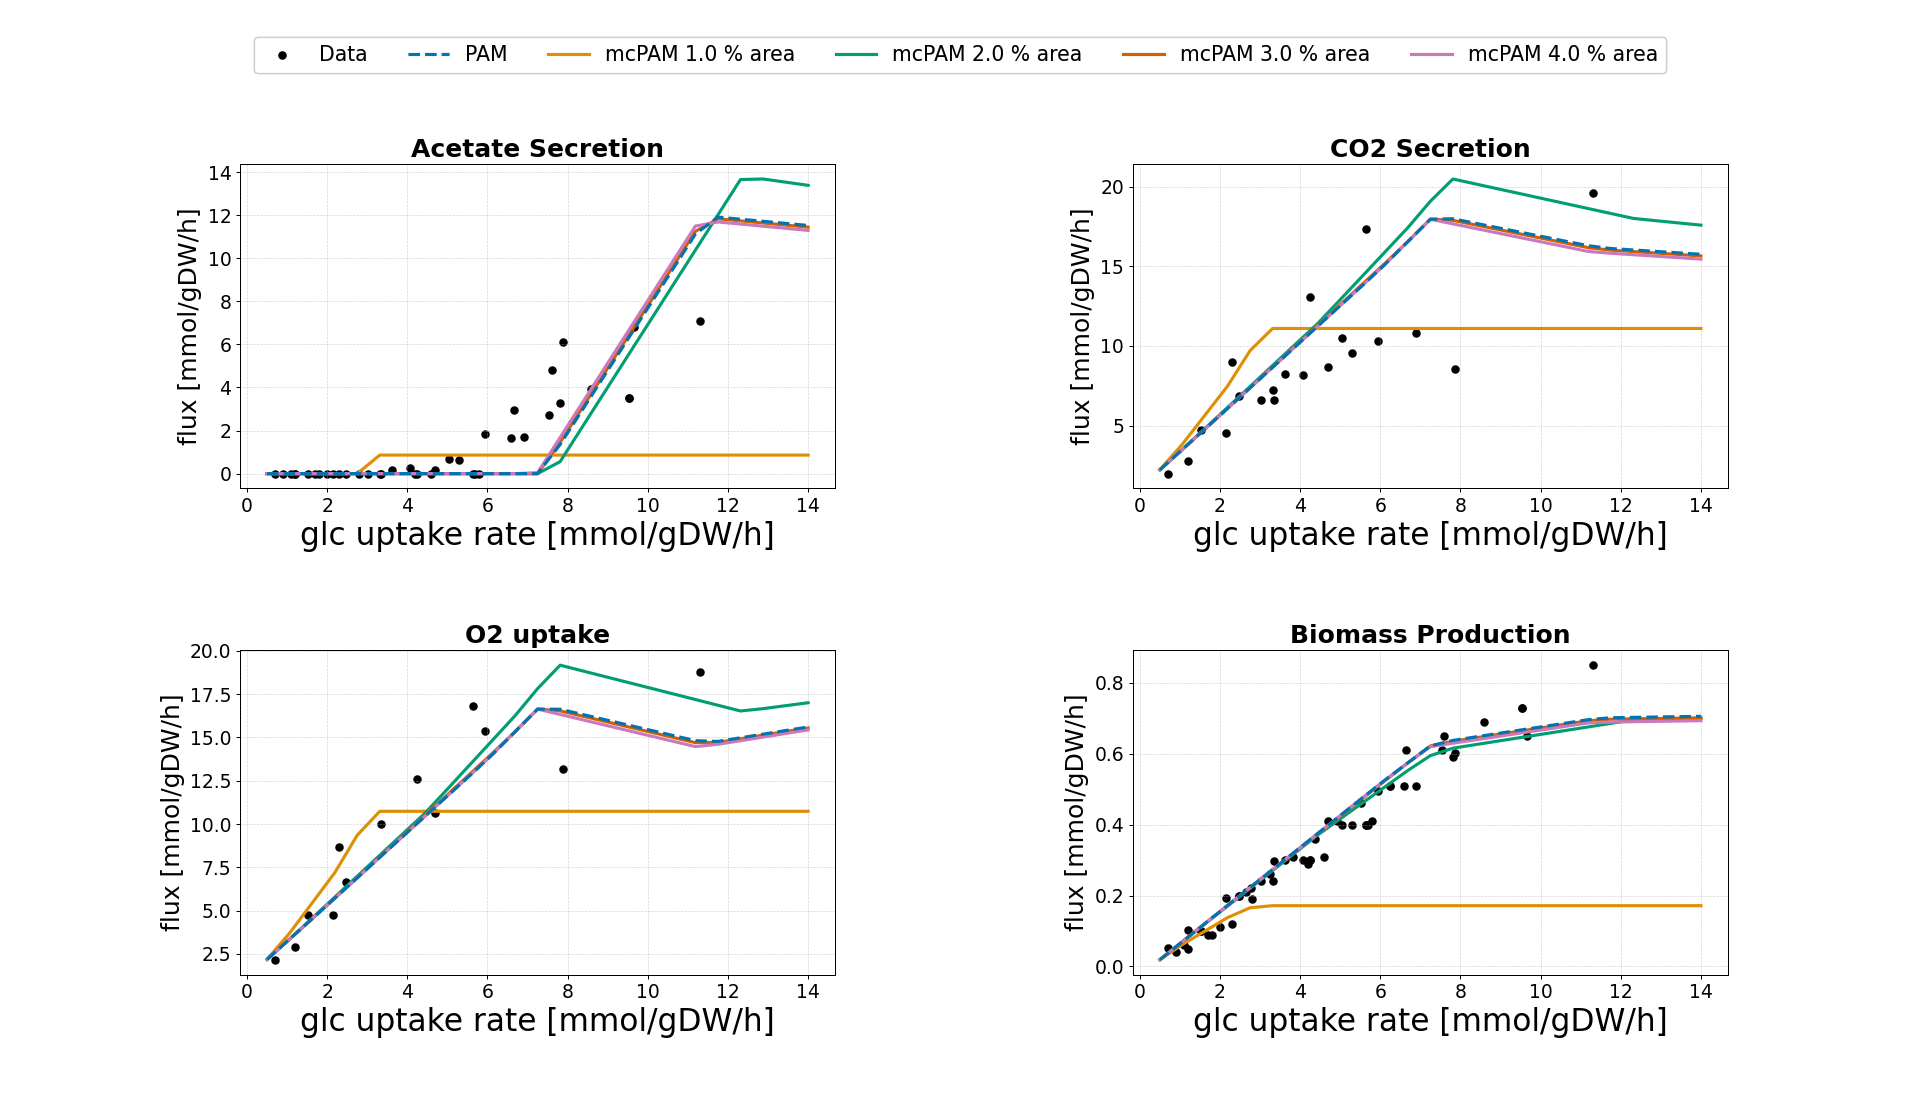 Data PAM mcPAM 1.0 % area mcPAM 2.0 % area mcPAM 3.0 % area mcPAM 4.0 % area
Acetate Secretion
flux [mmol/gDW/h]
14
12
10
8
6
4
2
0
0 2 4 6 8 10 12 14
glc uptake rate [mmol/gDW/h]
CO2 Secretion
flux [mmol/gDW/h]
20
15
10
5
0 2 4 6 8 10 12 14
glc uptake rate [mmol/gDW/h]
O2 uptake
flux [mmol/gDW/h]
20.0
17.5
15.0
12.5
10.0
7.5
5.0
2.5
0 2 4 6 8 10 12 14
glc uptake rate [mmol/gDW/h]
Biomass Production
flux [mmol/gDW/h]
0.8
0.6
0.4
0.2
0.0
0 2 4 6 8 10 12 14
glc uptake rate [mmol/gDW/h]